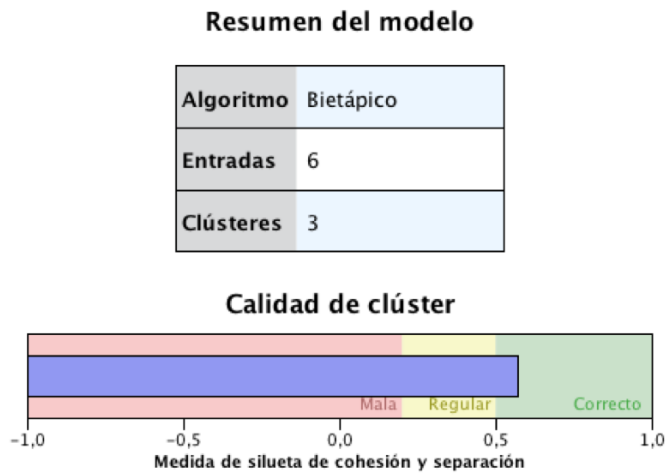 Resumen del modelo
Algoritmo Bietápico
Entradas 6
Clústeres 3
Calidad de clúster
Mala Regular Correcto
-1,0 -0,5 0,0 0,5 1,0
Medida de silueta de cohesión y separación